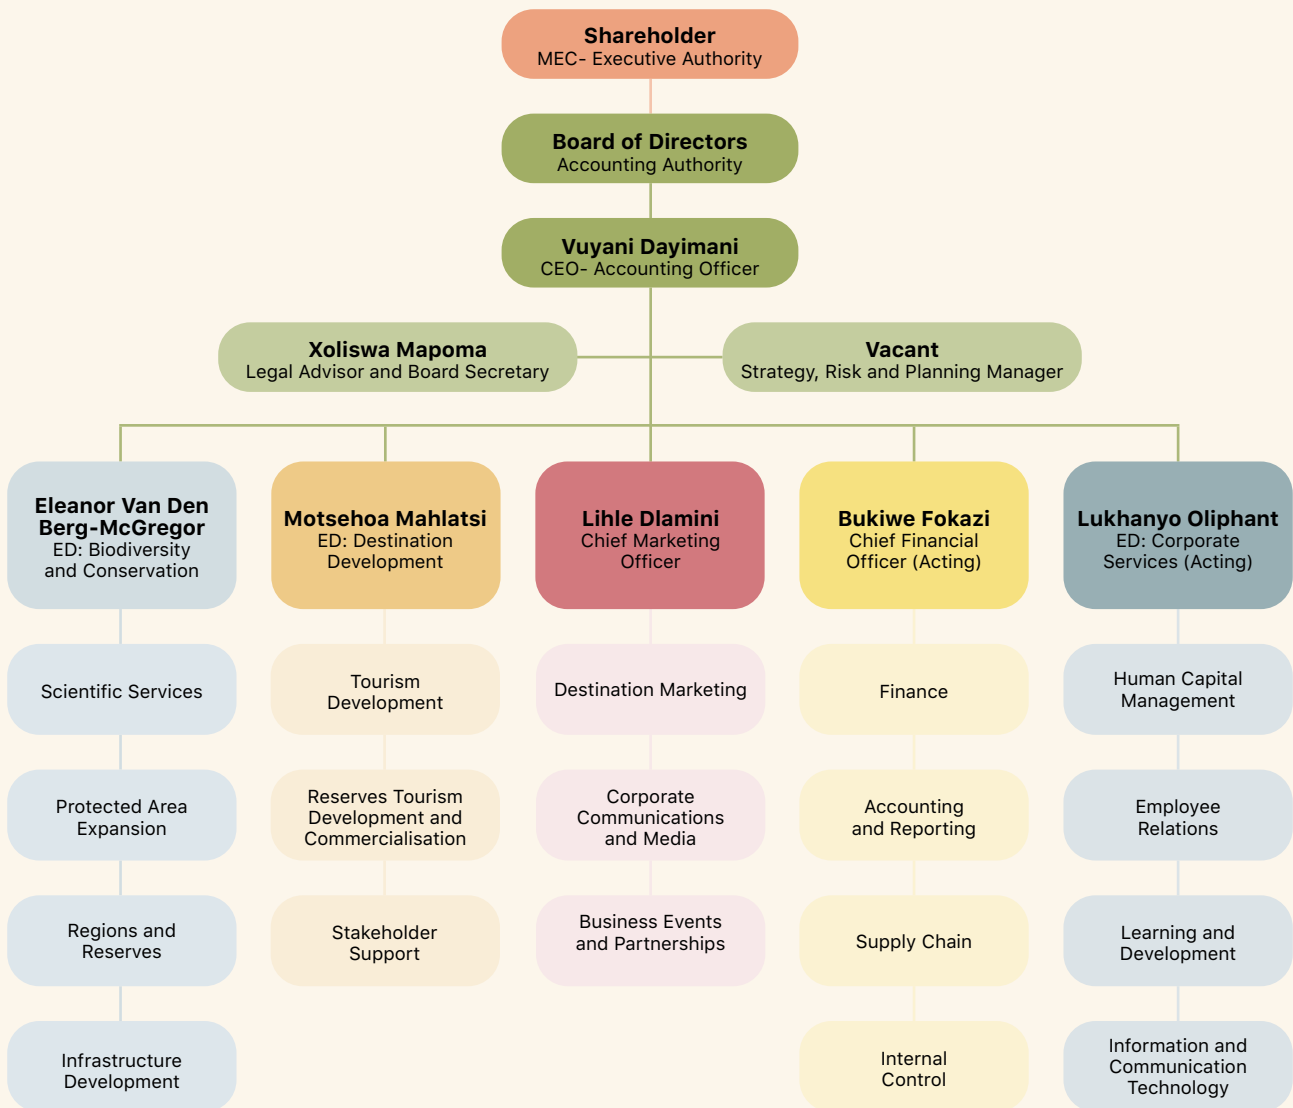 Shareholder
MEC- Executive Authority
Board of Directors
Accounting Authority
Vuyani Dayimani
CEO- Accounting Officer
Xoliswa Mapoma
Legal Advisor and Board Secretary
Vacant
Strategy, Risk and Planning Manager
Eleanor Van Den
Berg-McGregor
ED: Biodiversity
and Conservation
Motsehoa Mahlatsi
ED: Destination
Development
Lihle Dlamini
Chief Marketing
Officer
Bukiwe Fokazi
Chief Financial
Officer (Acting)
Lukhanyo Oliphant
ED: Corporate
Services (Acting)
Scientific Services
Tourism
Development
Destination Marketing
Finance
Human Capital
Management
Protected Area
Expansion
Reserves Tourism
Development and
Commercialisation
Corporate
Communications
and Media
Accounting
and Reporting
Employee
Relations
Regions and
Reserves
Stakeholder
Support
Business Events
and Partnerships
Supply Chain
Learning and
Development
Infrastructure
Development
Internal
Control
Information and
Communication
Technology